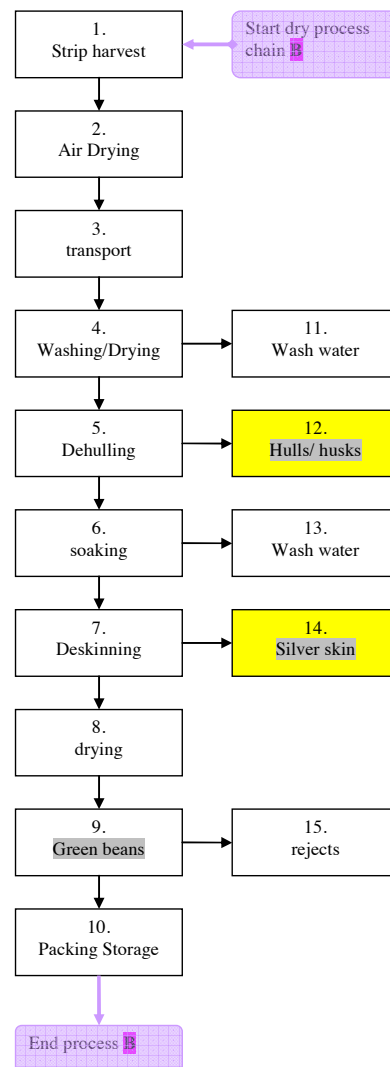 1.
Strip harvest
Start dry process
chain B
2.
Air Drying
3.
transport
4.
Washing/Drying
11.
Wash water
5.
Dehulling
12.
Hulls/ husks
6.
soaking
13.
Wash water
7.
Deskinning
14.
Silver skin
8.
drying
9.
Green beans
15.
rejects
10.
Packing Storage
End process B